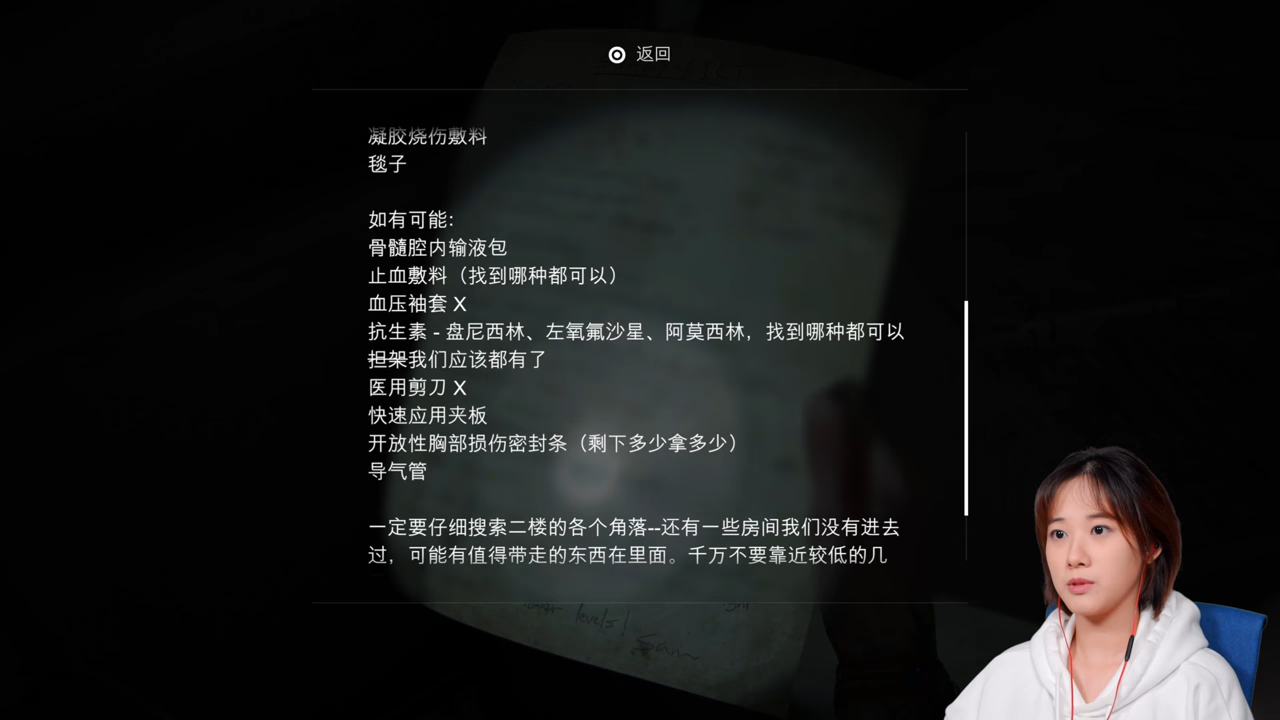 返回
凝胶烧伤敷料
毯子
如有可能:
骨髓腔内输液包
止血敷料（找到哪种都可以）
血压袖套 X
抗生素 - 盘尼西林、左氧氟沙星、阿莫西林，找到哪种都可以
担架我们应该都有了
医用剪刀 X
快速应用夹板
开放性胸部损伤密封条（剩下多少拿多少）
导气管
一定要仔细搜索二楼的各个角落--还有一些房间我们没有进去
过，可能有值得带走的东西在里面。千万不要靠近较低的几
levels!
Sam